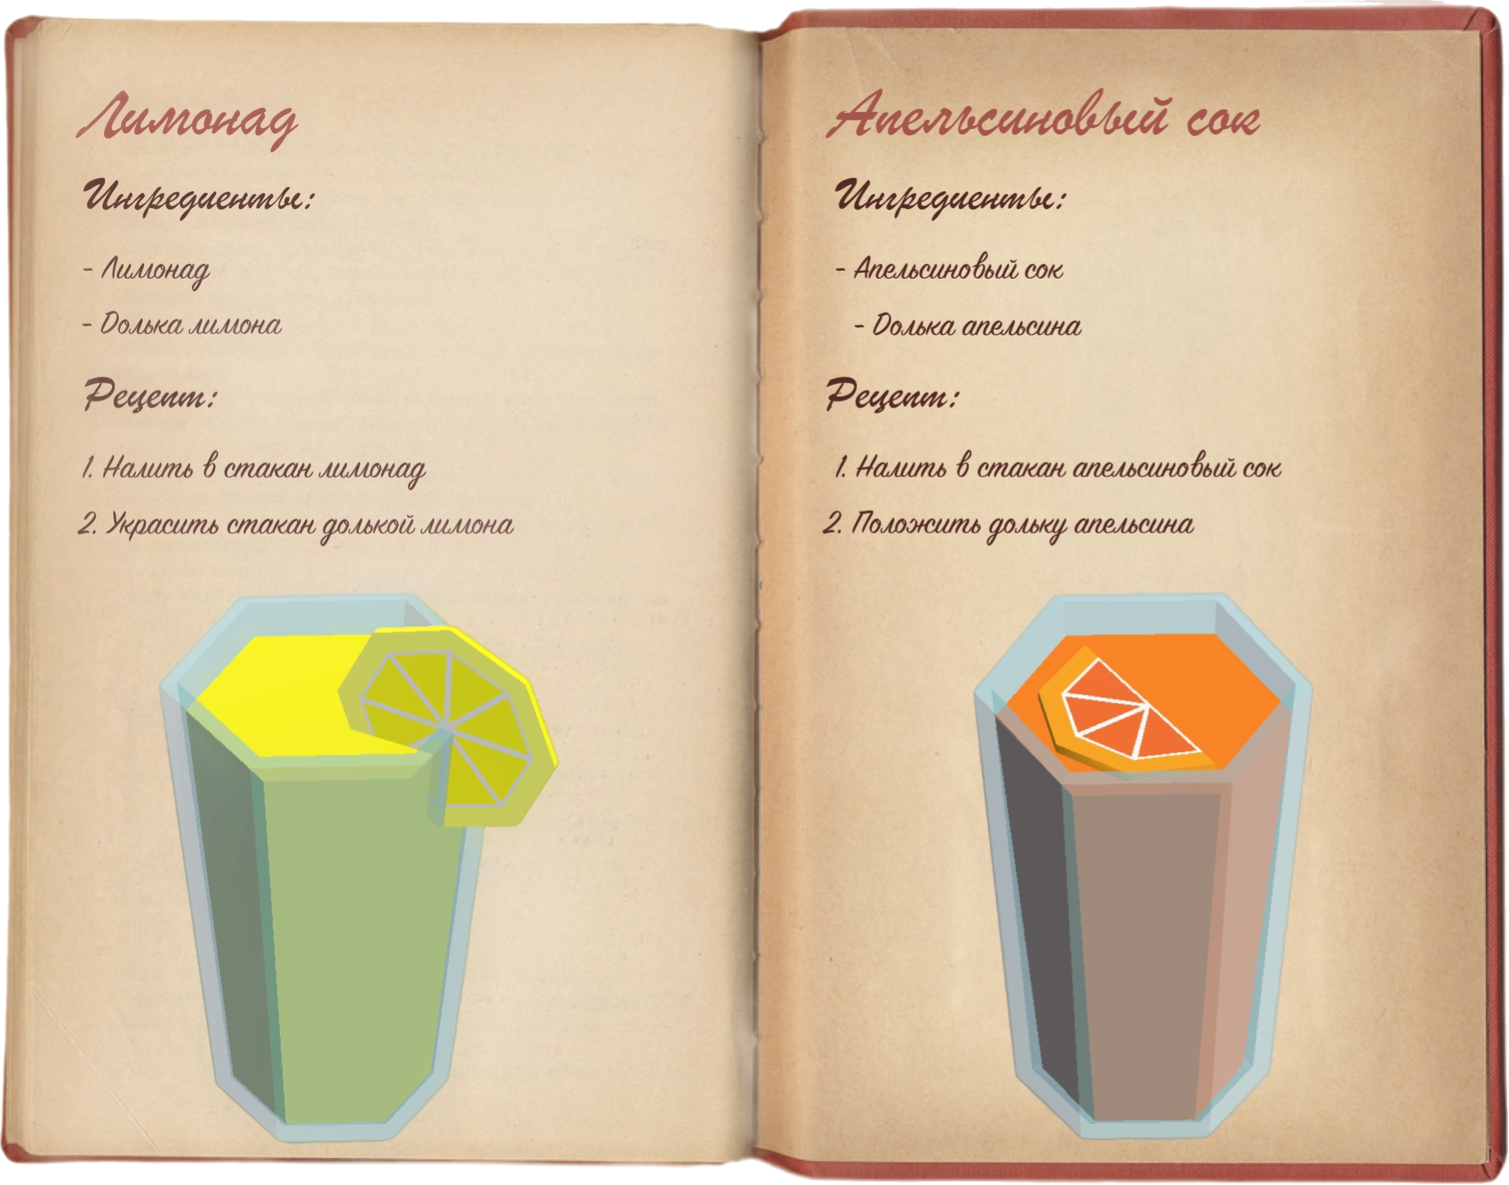 Лимонад
Ингредиенты:
- Лимонад
- Долька лимона
Рецепт:
1. Налить в стакан лимонад
2. Украсить стакан долькой лимона
Апельсиновый сок
Ингредиенты:
- Апельсиновый сок
- Долька апельсина
Рецепт:
1. Налить в стакан апельсиновый сок
2. Положить дольку апельсина